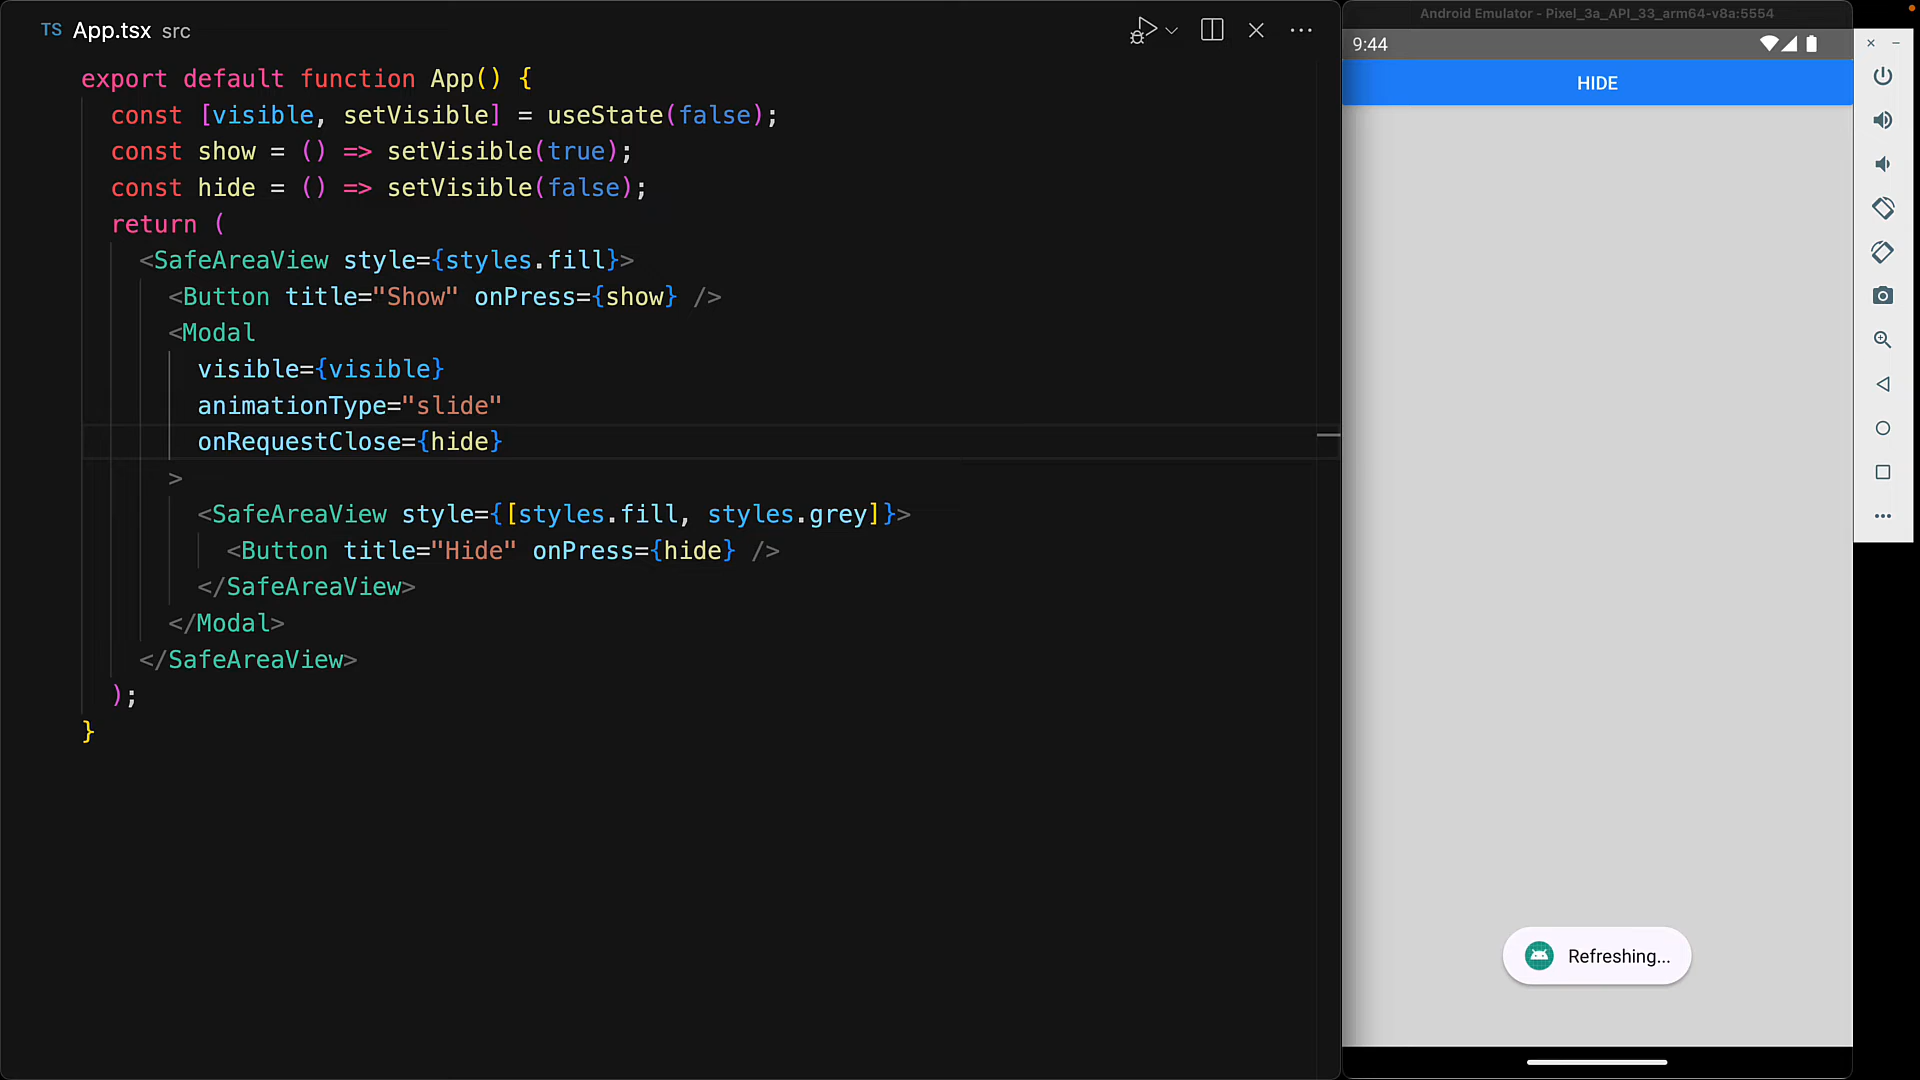 TS App.tsx src
export default function App() {
const [visible, setVisible] = useState(false);
const show = () => setVisible(true);
const hide = () => setVisible(false);
return (
<SafeAreaView style={styles.fill}>
<Button title="Show" onPress={show} />
<Modal
visible={visible}
animationType="slide"
onRequestClose={hide}
>
<SafeAreaView style={[styles.fill, styles.grey]}>
<Button title="Hide" onPress={hide} />
</SafeAreaView>
</Modal>
</SafeAreaView>
);
}
Android Emulator - Pixel_3a_API_33_arm64-v8a:5554
9:44
HIDE
Refreshing...